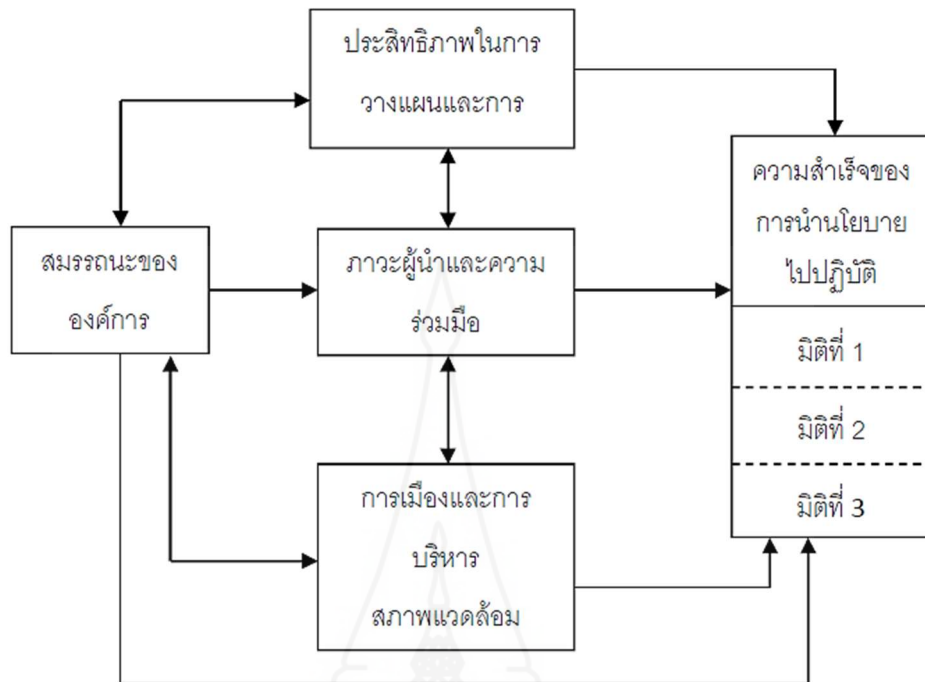 ประสิทธิภาพในการ
วางแผนและการ
สมรรถนะของ
องค์การ
ภาวะผู้นำและความ
ร่วมมือ
การเมืองและการ
บริหาร
สภาพแวดล้อม
ความสำเร็จของ
การนำนโยบาย
ไปปฏิบัติ
มิติที่ 1
มิติที่ 2
มิติที่ 3